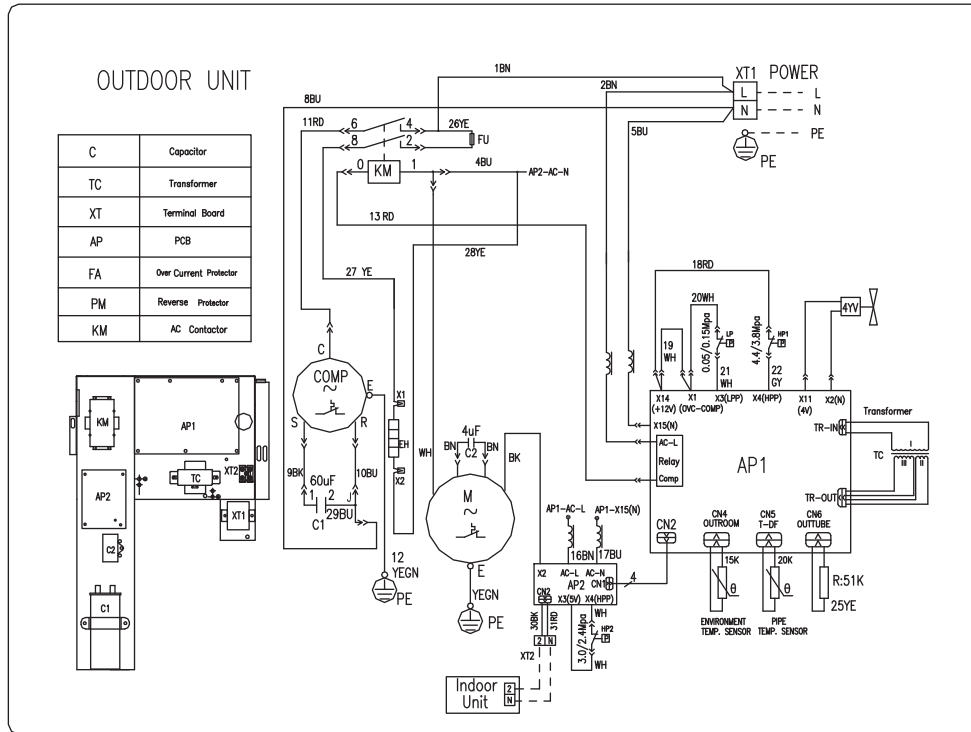 OUTDOOR UNIT
C Capacitor
TC Transformer
XT Terminal Board
AP PCB
FA Over Current Protector
PM Reverse Protector
KM AC Contactor
1BN
XT1 POWER
2BN
L L
N N
8BU
5BU
PE
PE
11RD
6 4 26YE
FU
8 2
0 KM 1 4BU
AP2-AC-N
13 RD
28YE
27 YE
18RD
20WH
0.05/0.15Mpa
LP
P
4.4/3.8Mpa
HP1
P
4YV
19
WH
21
WH
22
GY
C
COMP
~
E
S R
X1
EH
X2
9BK
60uF
10BU
1 2 J
C1
29BU
12
YEGN
PE
WH
4uF
BN BN
C2
BK
M
~
E
YEGN
PE
X14 X1 X3(LPP) X4(HPP) X11 X2(N)
(+12V) (OVC-COMP) (4V)
X15(N)
AC-L
Relay
Comp
AP1
TR-IN
TR-OUT
Transformer
TC
I
III II
CN2
CN4
OUTROOM
CN5
T-DF
CN6
OUTTUBE
15K
θ
20K
θ
R:51K
25YE
ENVIRONMENT
TEMP. SENSOR
PIPE
TEMP. SENSOR
AP1-AC-L AP1-X15(N)
16BN 17BU
4
X2 AC-L AC-N
AP2 CN1
CN2
X3(5V) X4(HPP)
30BK
31RD
WH
3.0/2.4Mpa
HP2
P
WH
2 N
XT2
Indoor
Unit
2
N
KM
AP1
TC
XT2
AP2
XT1
C2
C1